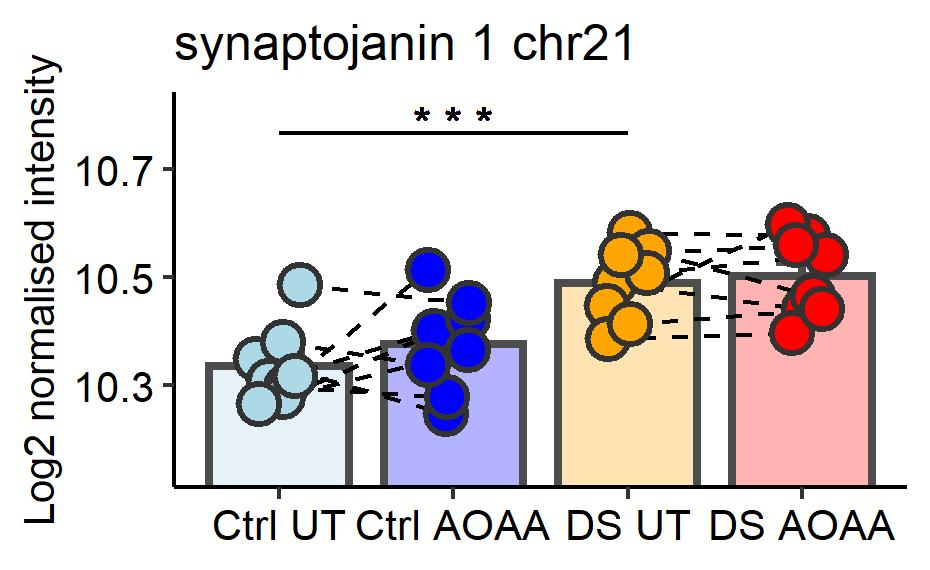 synaptojanin 1 chr21
* * *
Log2 normalised intensity
10.7
10.5
10.3
Ctrl UT Ctrl AOAA DS UT DS AOAA